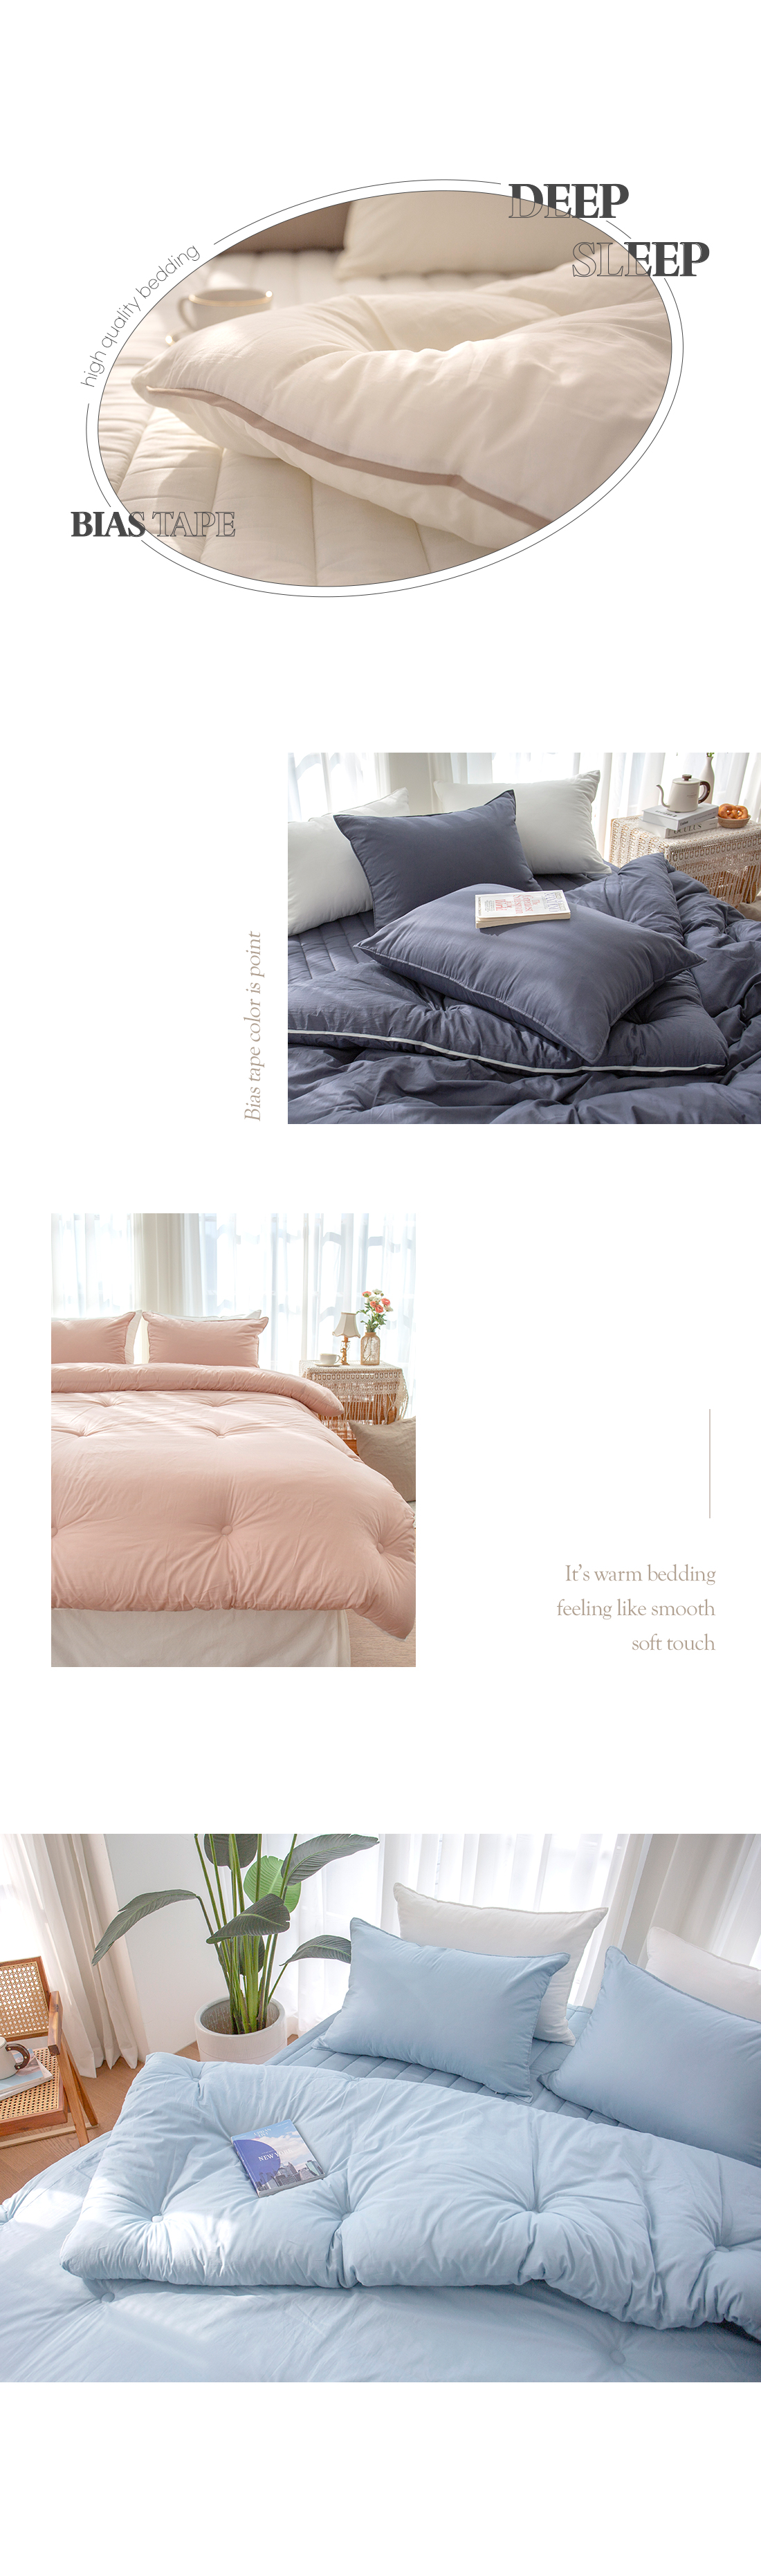 DEEP
SLEEP
high quality bedding
BIAS TAPE
Bias tape color is point
It's warm bedding
feeling like smooth
soft touch
NEW